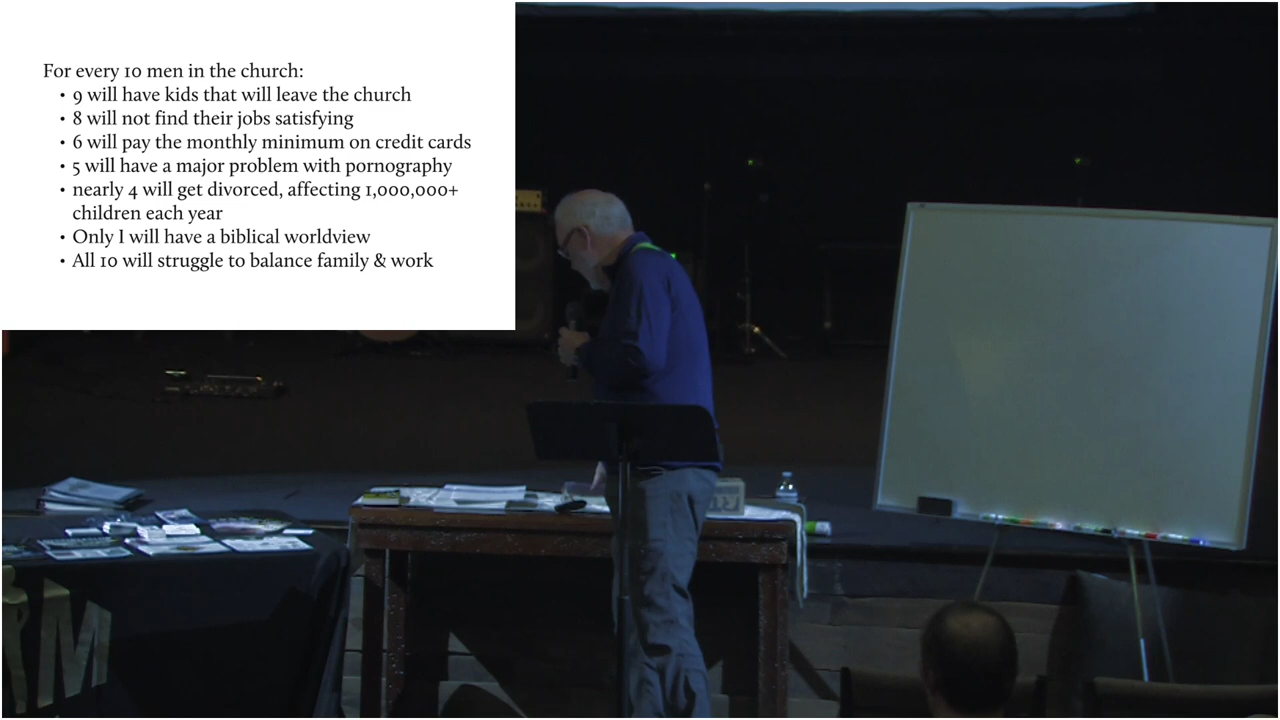 For every 10 men in the church:
• 9 will have kids that will leave the church
• 8 will not find their jobs satisfying
• 6 will pay the monthly minimum on credit cards
• 5 will have a major problem with pornography
• nearly 4 will get divorced, affecting 1,000,000+
children each year
• Only 1 will have a biblical worldview
• All 10 will struggle to balance family & work
M